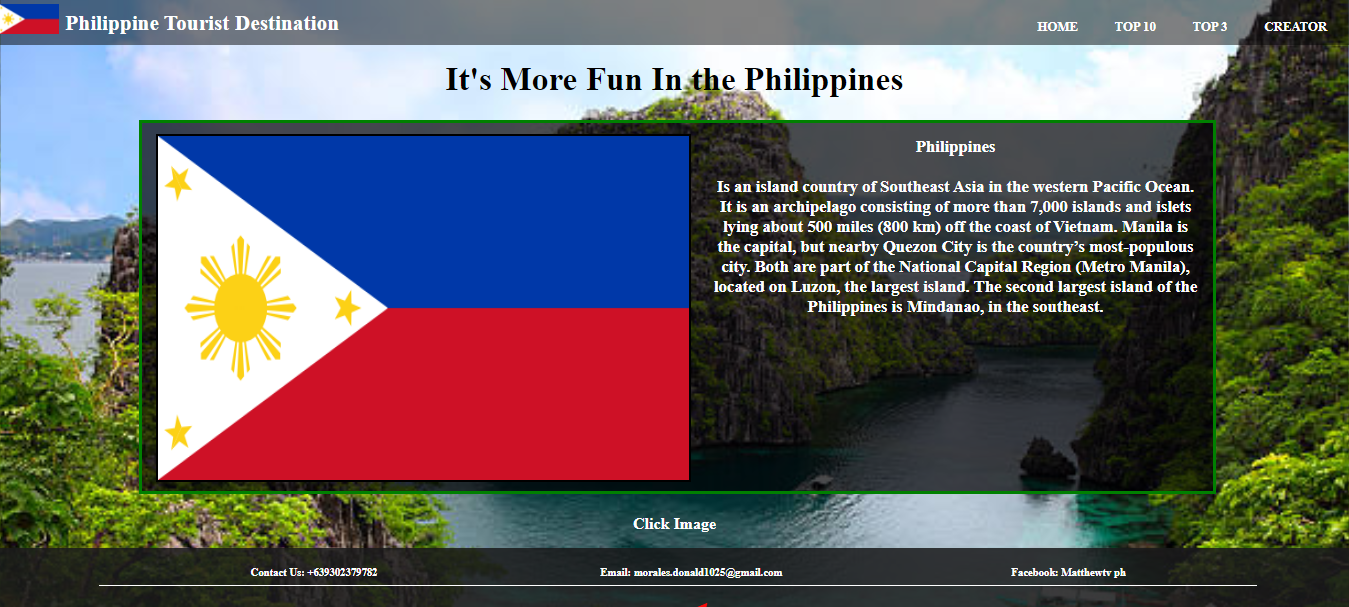 Philippine Tourist Destination
HOME TOP 10 TOP 3 CREATOR
It's More Fun In the Philippines
Philippines
Is an island country of Southeast Asia in the western Pacific Ocean.
It is an archipelago consisting of more than 7,000 islands and islets
lying about 500 miles (800 km) off the coast of Vietnam. Manila is
the capital, but nearby Quezon City is the country’s most-populous
city. Both are part of the National Capital Region (Metro Manila),
located on Luzon, the largest island. The second largest island of the
Philippines is Mindanao, in the southeast.
Click Image
Contact Us: +639302379782 Email: morales.donald1025@gmail.com Facebook: Matthewtv ph